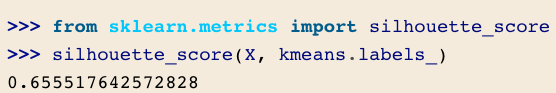 >>> from sklearn.metrics import silhouette_score
>>> silhouette_score(X, kmeans.labels_)
0.655517642572828